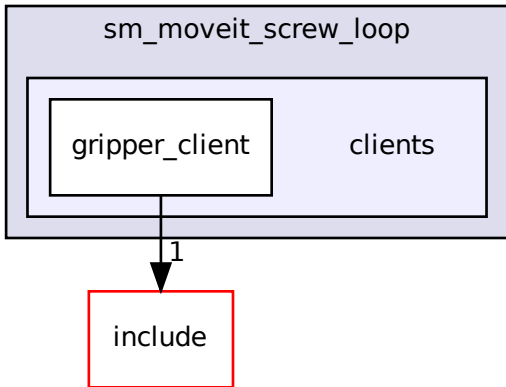 sm_moveit_screw_loop
gripper_client
clients
1
include